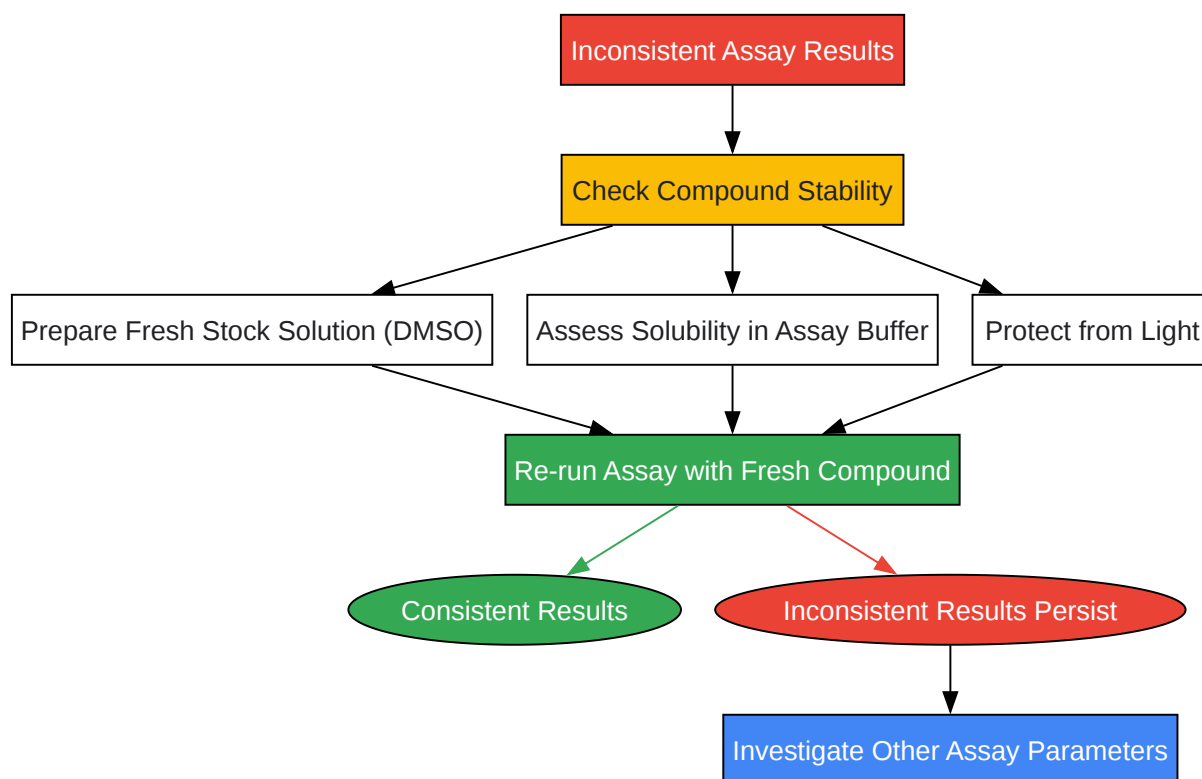 Inconsistent Assay Results
Check Compound Stability
Prepare Fresh Stock Solution (DMSO)
Assess Solubility in Assay Buffer
Protect from Light
Re-run Assay with Fresh Compound
Consistent Results
Inconsistent Results Persist
Investigate Other Assay Parameters